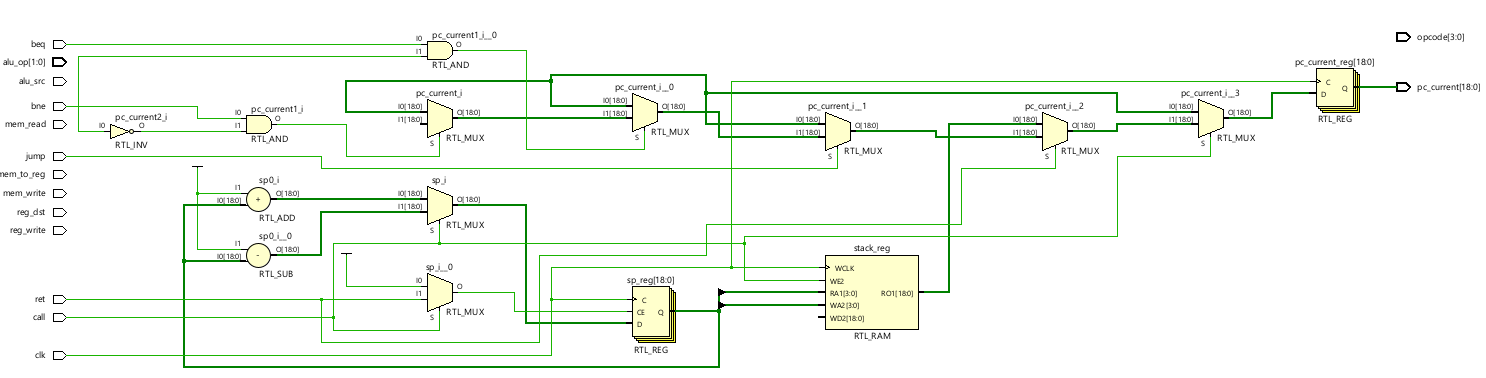 beq
alu_op[1:0]
alu_src
bne
mem_read
jump
mem_to_reg
mem_write
reg_dst
reg_write
ret
call
clk
pc_current2_i
I0
O
RTL_INV
pc_current1_i
I0
I1
O
RTL_AND
pc_current1_i__0
I0
I1
O
RTL_AND
pc_current_i
I0[18:0]
I1[18:0]
O[18:0]
S
RTL_MUX
pc_current_i__0
I0[18:0]
I1[18:0]
O[18:0]
S
RTL_MUX
pc_current_i__1
I0[18:0]
I1[18:0]
O[18:0]
S
RTL_MUX
pc_current_i__2
I0[18:0]
I1[18:0]
O[18:0]
S
RTL_MUX
pc_current_i__3
I0[18:0]
I1[18:0]
O[18:0]
S
RTL_MUX
pc_current_reg[18:0]
C
D
Q
RTL_REG
opcode[3:0]
pc_current[18:0]
sp0_i
I1
I0[18:0]
+
O[18:0]
RTL_ADD
sp0_i__0
I1
I0[18:0]
-
O[18:0]
RTL_SUB
sp_i
I0[18:0]
I1[18:0]
O[18:0]
S
RTL_MUX
sp_i__0
I0
I1
O
S
RTL_MUX
sp_reg[18:0]
C
CE
D
Q
RTL_REG
stack_reg
WCLK
WE2
RA1[3:0]
WA2[3:0]
WD2[18:0]
RO1[18:0]
RTL_RAM